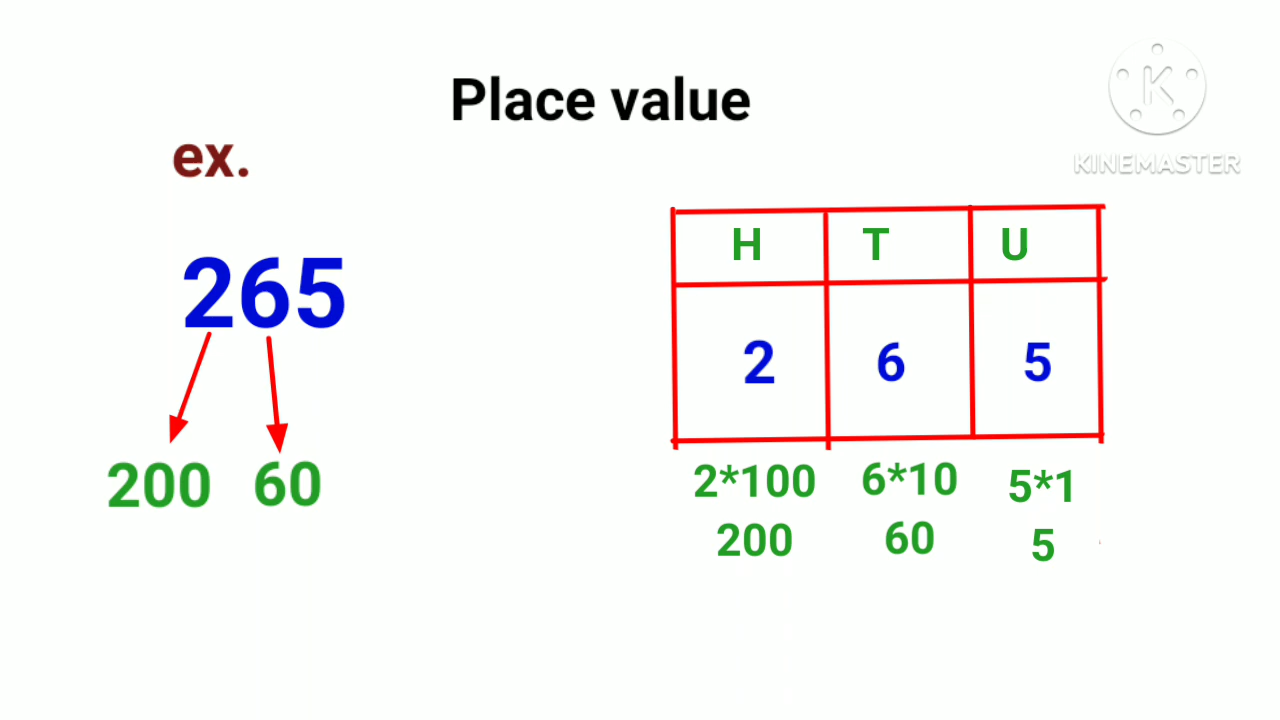 Place value
ex.
265
200 60
H T U
2 6 5
2*100 6*10 5*1
200 60 5
K
KINEMASTER